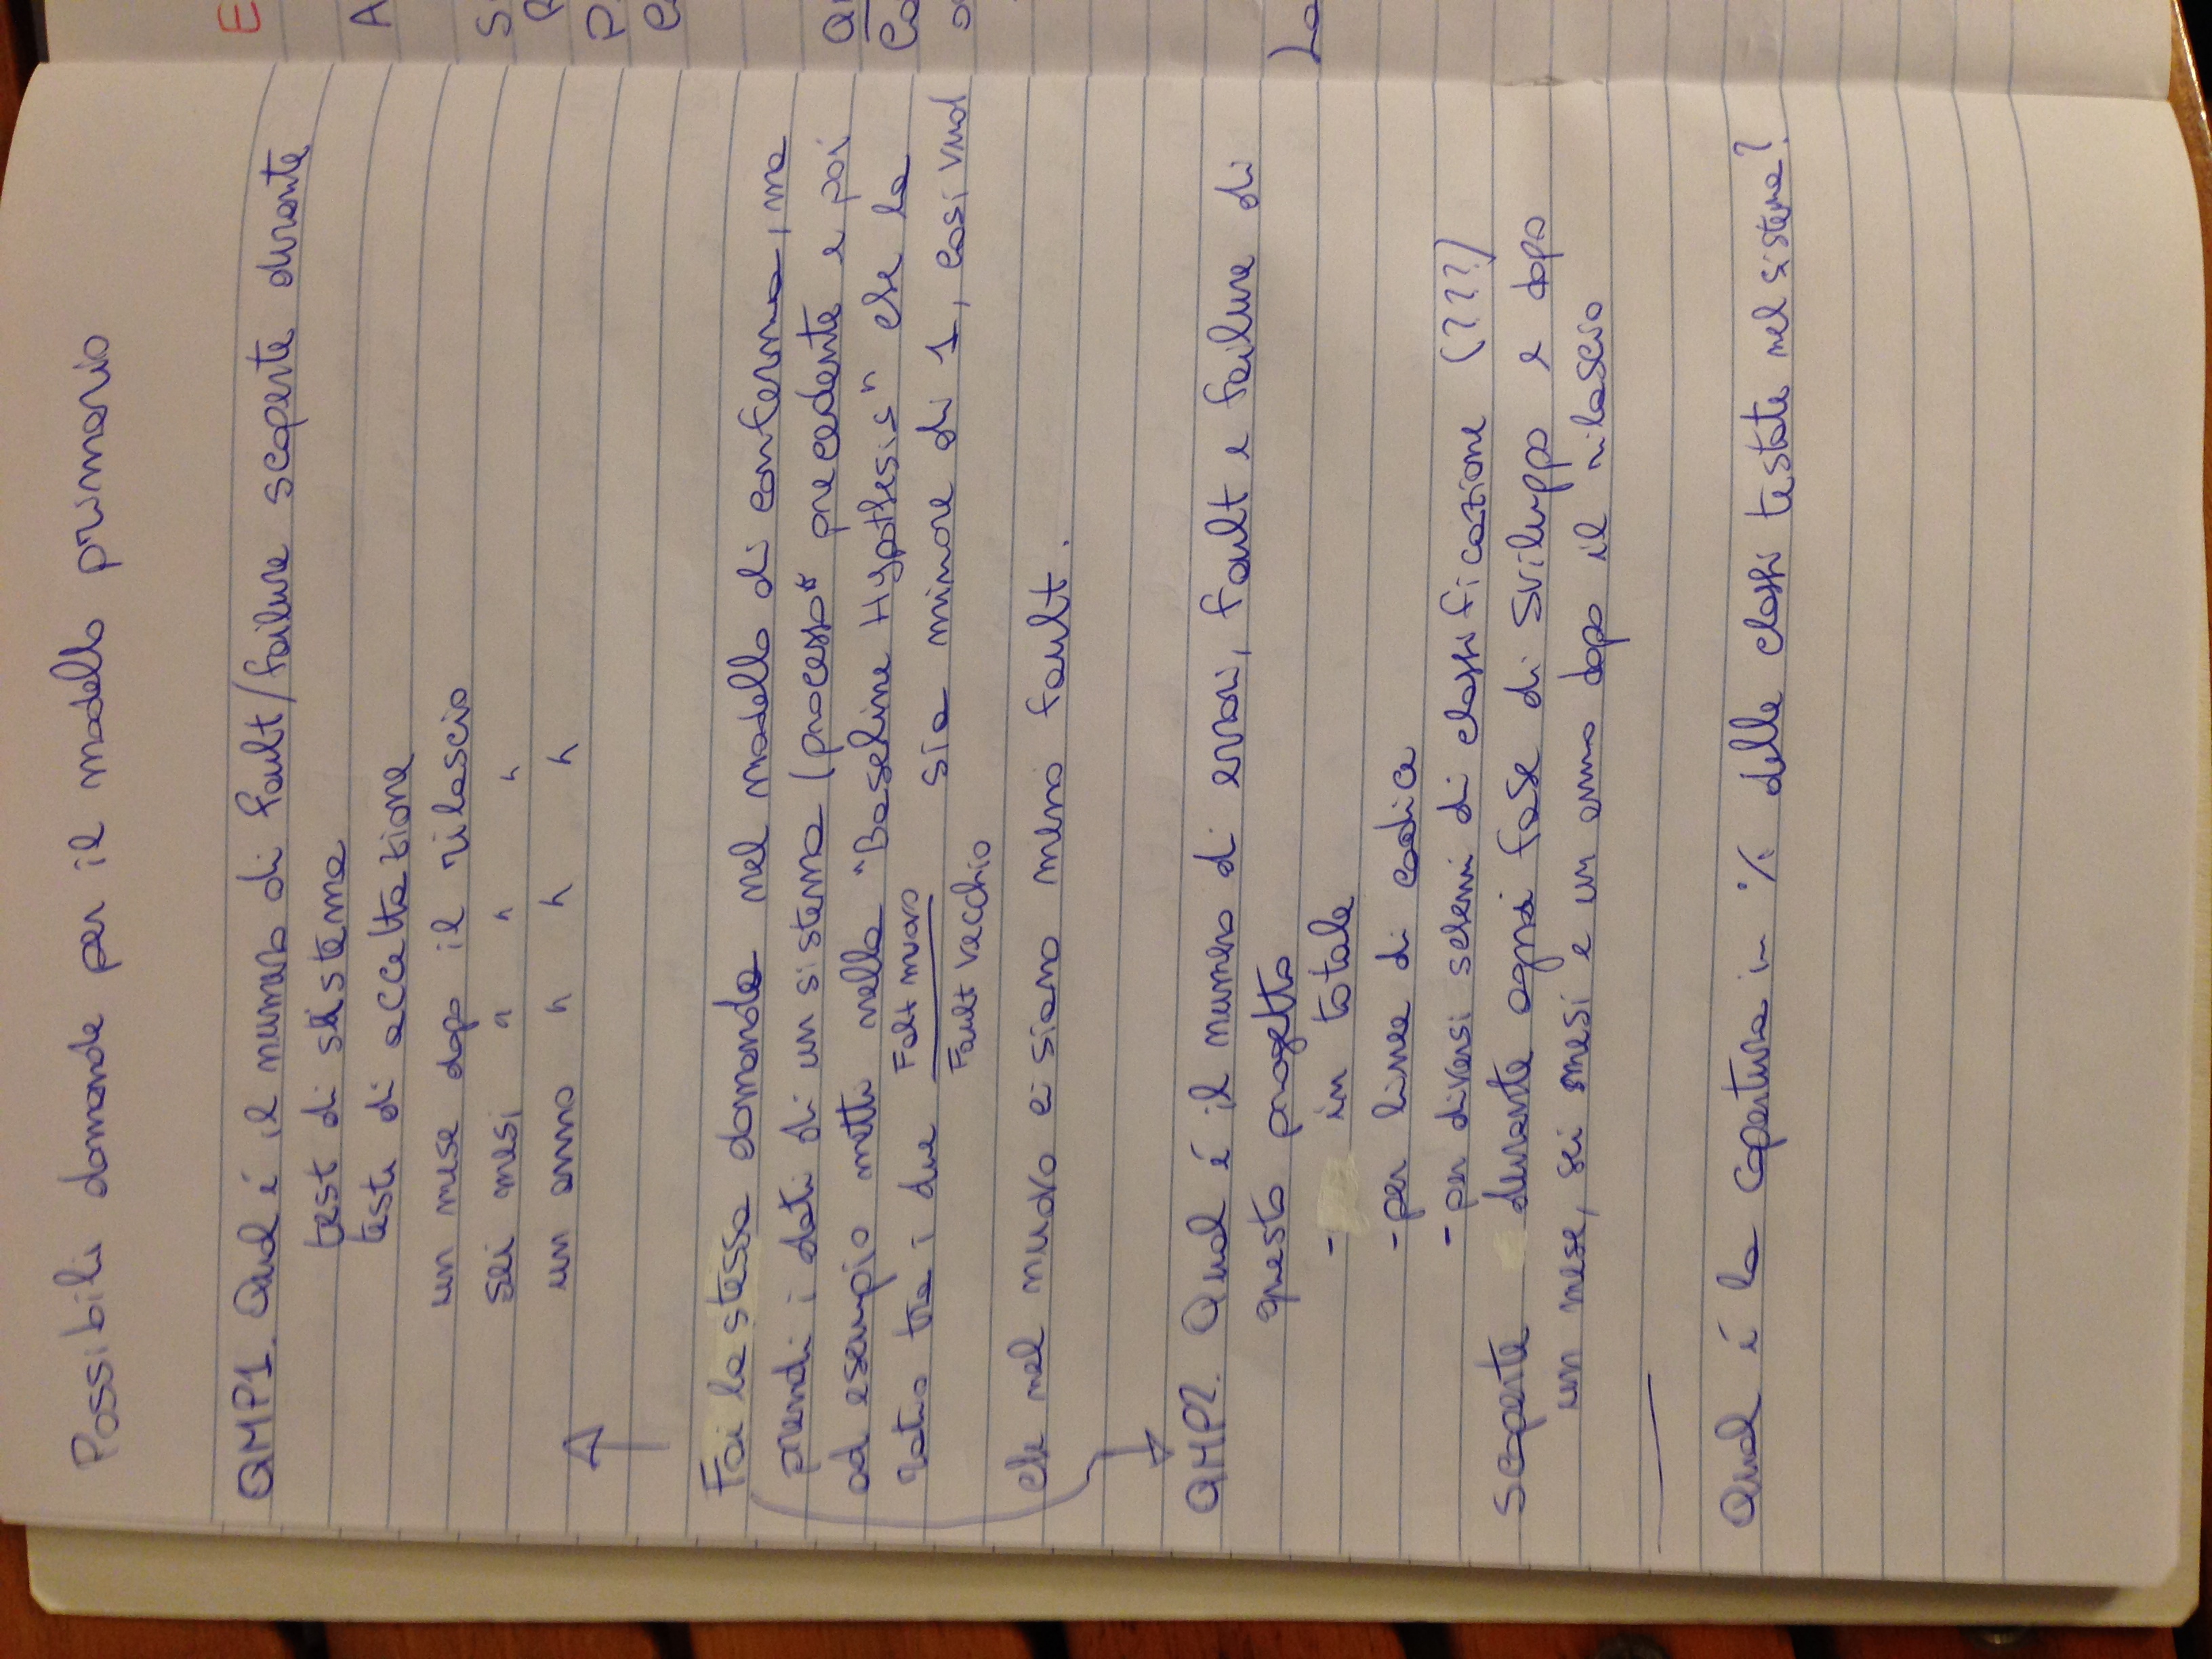 Possibili domande per il modello primario
QMP1. Qual é il numero di fault/failure scoperte durante
test di sistema
test di accettazione
un mese dopo il rilascio
sei mesi " " "
un anno " " "
Fai la stessa domanda nel modello di conferma, ma
prendi i dati di un sistema (processo* precedente e poi
ad esempio metti nella "Baseline Hypothesis" che la
ratio tra i due Falt nuovo / Fault vecchio sia minore di 1, cosi vuol
che nel nuovo ci siano meno fault.
QMP2. Qual é il numero di errori, fault e failure di
questo progetto
- in totale
- per linee di codice
- per diversi schemi di classificazione (???)
scoperte durante ogni fase di sviluppo e dopo
un mese, sei mesi e un anno dopo il rilascio
Qual é la copertura in % delle classi testate nel sistema?
E
A
S
R
P
Q
Co
La